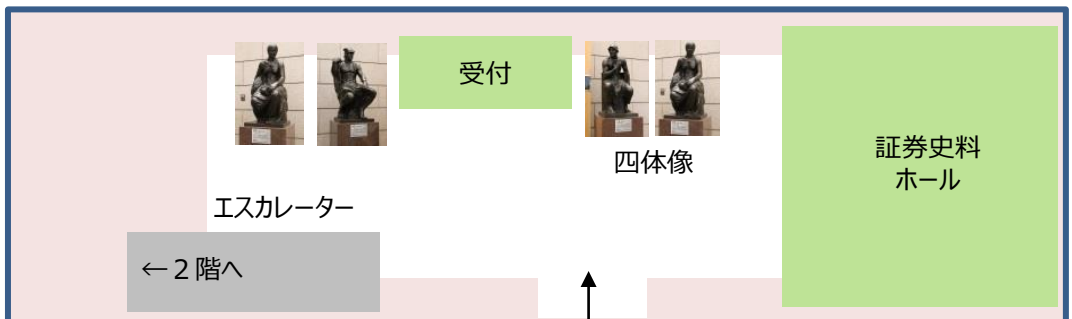 受付
四体像
証券史料
ホール
エスカレーター
←２階へ